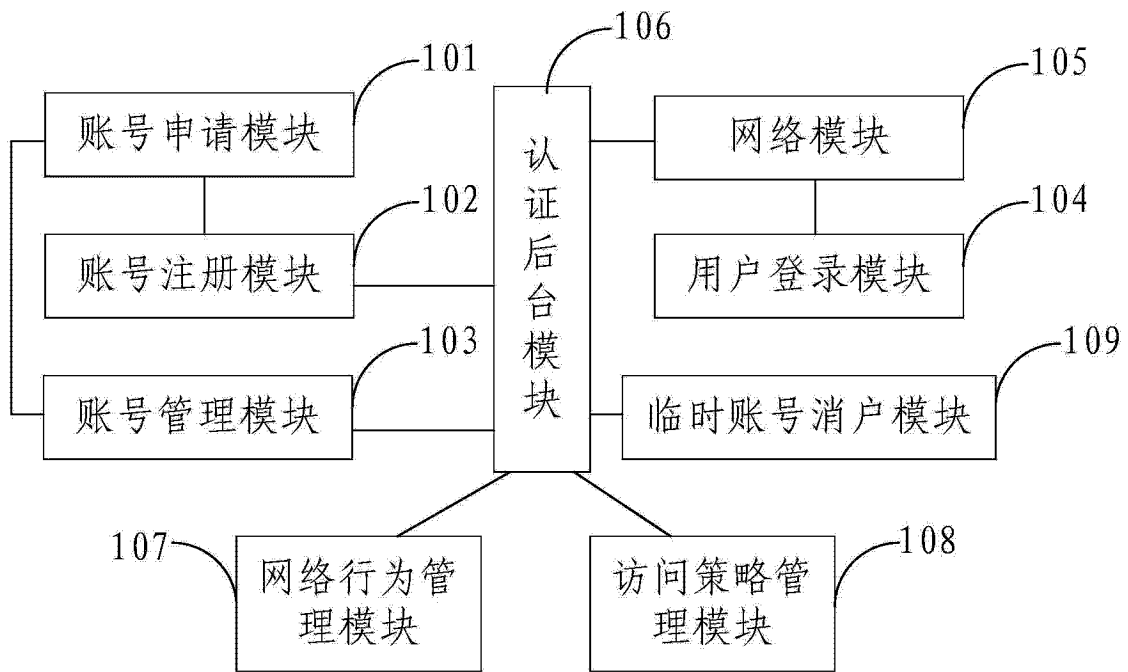 106
101
105
账号申请模块
网络模块
认证后台模块
102
104
账号注册模块
用户登录模块
103
109
账号管理模块
临时账号消户模块
107
108
网络行为管
理模块
访问策略管
理模块